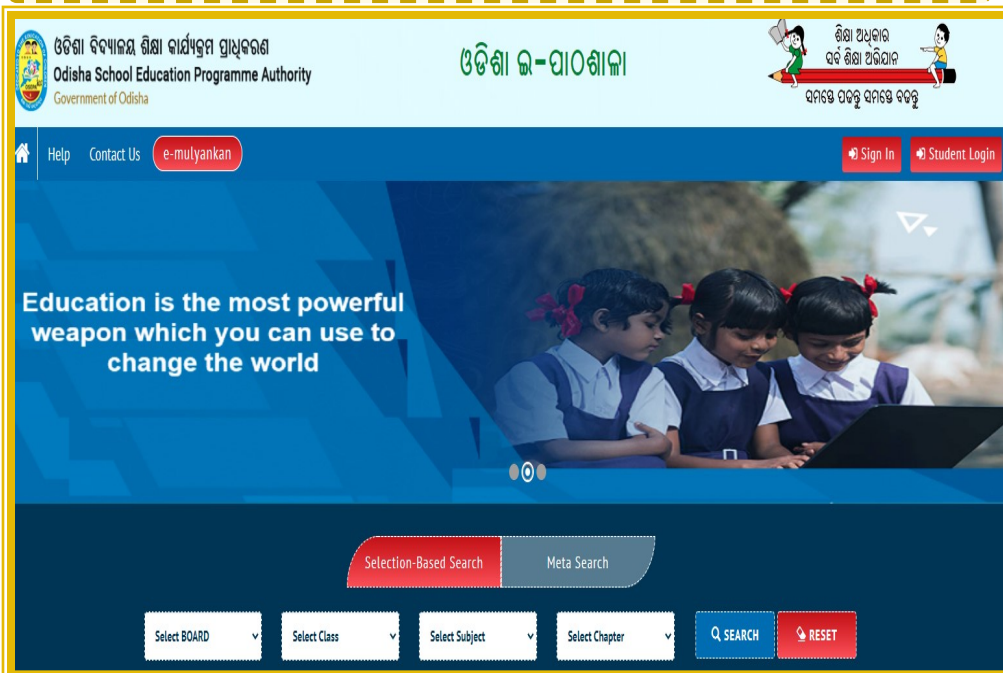 ଓଡିଶା ବିଦ୍ୟାଳୟ ଶିକ୍ଷା କାର୍ଯ୍ୟକ୍ରମ ପ୍ରାଧିକରଣ
Odisha School Education Programme Authority
Government of Odisha
ଓଡିଶା ଇ-ପାଠଶାଳା
ଶିକ୍ଷା ଅଧିକାର
ସର୍ବ ଶିକ୍ଷା ଅଭିଯାନ
ସମସ୍ତେ ପଢନ୍ତୁ ସମସ୍ତେ ବଢନ୍ତୁ
Help Contact Us e-mulyankan Sign In Student Login
Education is the most powerful
weapon which you can use to
change the world
Selection-Based Search Meta Search
Select BOARD Select Class Select Subject Select Chapter SEARCH RESET